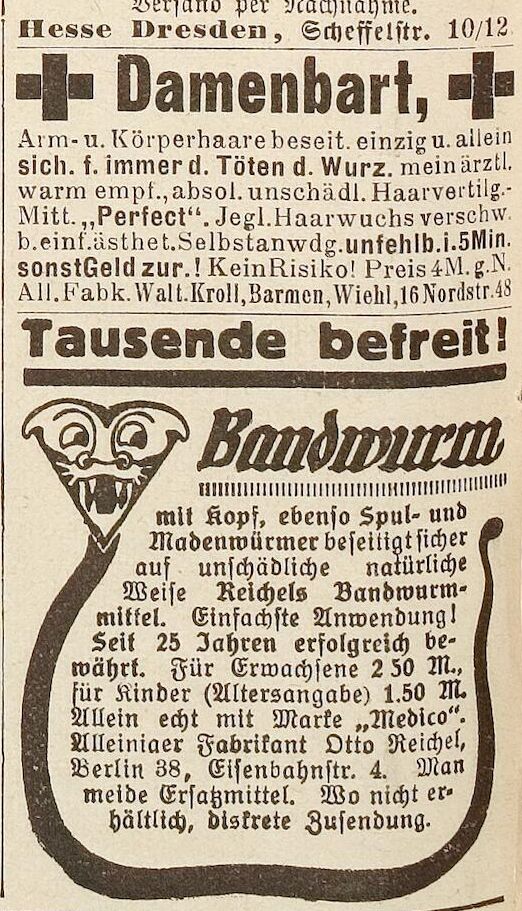 Versand per Nachnahme.
Hesse Dresden, Scheffelstr. 10/12
Damenbart,
Arm- u. Körperhaare beseit. einzig u. allein
sich. f. immer d. Töten d. Wurz. mein ärztl.
warm empf., absol. unschädl. Haarvertilg.-
Mitt. „Perfect“. Jegl. Haarwuchs verschw.
b. einf. ästhet. Selbstanwdg. unfehlb. i. 5 Min.
sonst Geld zur.! Kein Risiko! Preis 4 M. g. N.
All. Fabk. Walt. Kroll, Barmen, Wiehl, 16 Nordstr. 48
Tausende befreit!
Bandwurm
mit Kopf, ebenso Spul- und
Madenwürmer beseitigt sicher
auf unschädliche natürliche
Weise Reichels Bandwurm-
mittel. Einfachste Anwendung!
Seit 25 Jahren erfolgreich be-
währt. Für Erwachsene 2 50 M.,
für Kinder (Altersangabe) 1.50 M.
Allein echt mit Marke „Medico“.
Alleiniger Fabrikant Otto Reichel,
Berlin 38, Eisenbahnstr. 4. Man
meide Ersatzmittel. Wo nicht er-
hältlich, diskrete Zusendung.